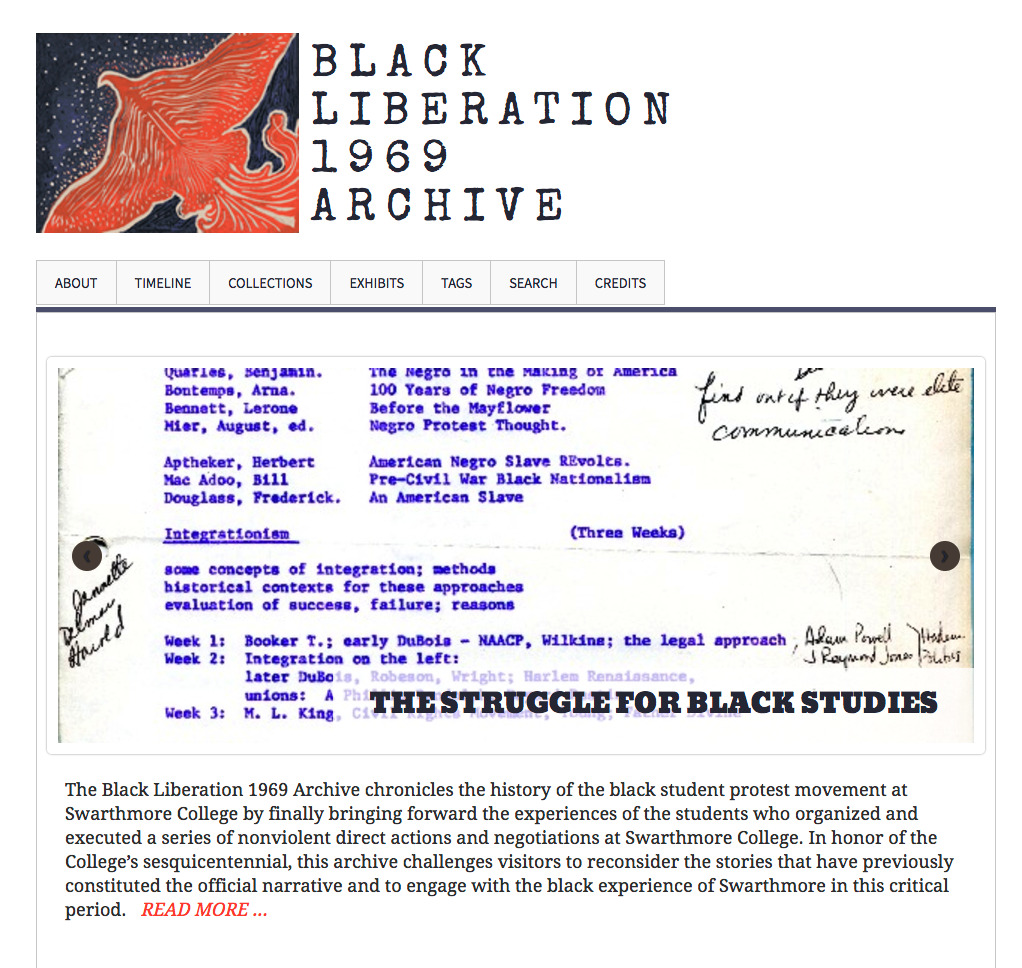 BLACK
LIBERATION
1969
ARCHIVE
ABOUT TIMELINE COLLECTIONS EXHIBITS TAGS SEARCH CREDITS
Quarles, Benjamin. The Negro in the Making of America
Bontemps, Arna. 100 Years of Negro Freedom
Bennett, Lerone Before the Mayflower
Mier, August, ed. Negro Protest Thought.
find out if they were elite
communication
Aptheker, Herbert American Negro Slave REvolts.
Mac Adoo, Bill Pre-Civil War Black Nationalism
Douglass, Frederick. An American Slave
Integrationism (Three Weeks)
Jannette
Delmar
Harold
some concepts of integration; methods
historical contexts for these approaches
evaluation of success, failure; reasons
Week 1: Booker T.; early DuBois - NAACP, Wilkins; the legal approach, Adam Powell
J Raymond Jones
Harlem
Politics
Week 2: Integration on the left:
later DuBois, Robeson, Wright; Harlem Renaissance,
unions: A
Week 3: M. L. King, Civil Rights Movement, Young, Father Divine
THE STRUGGLE FOR BLACK STUDIES
The Black Liberation 1969 Archive chronicles the history of the black student protest movement at
Swarthmore College by finally bringing forward the experiences of the students who organized and
executed a series of nonviolent direct actions and negotiations at Swarthmore College. In honor of the
College's sesquicentennial, this archive challenges visitors to reconsider the stories that have previously
constituted the official narrative and to engage with the black experience of Swarthmore in this critical
period. READ MORE ...